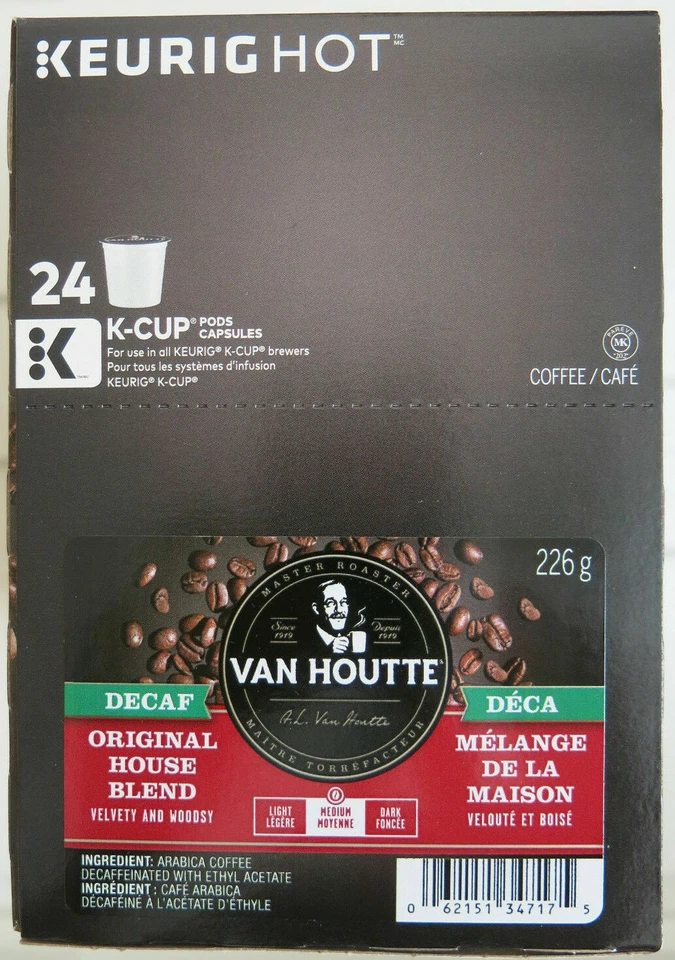 KEURIG HOT™ MC
24
K-CUP® PODS
CAPSULES
For use in all KEURIG® K-CUP® brewers
Pour tous les systèmes d'infusion
KEURIG® K-CUP®
PAREVE
MK
COFFEE / CAFÉ
226 g
MASTER ROASTER
Since 1919
Depuis 1919
VAN HOUTTE
A.L. Van Houtte
MAÎTRE TORRÉFACTEUR
DECAF
ORIGINAL
HOUSE
BLEND
VELVETY AND WOODSY
DÉCA
MÉLANGE
DE LA
MAISON
VELOUTÉ ET BOISÉ
LIGHT
LÉGÈRE
MEDIUM
MOYENNE
DARK
FONCÉE
INGREDIENT: ARABICA COFFEE
DECAFFEINATED WITH ETHYL ACETATE
INGRÉDIENT : CAFÉ ARABICA
DÉCAFÉINÉ À L'ACÉTATE D'ÉTHYLE
0 62151 34717 5